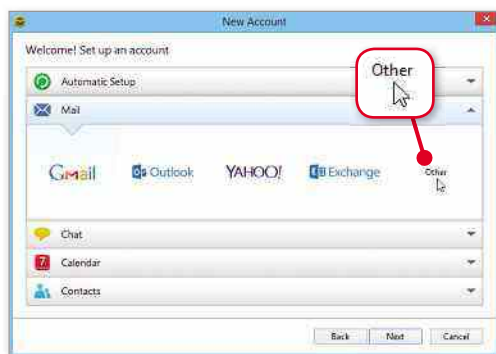 New Account
Welcome! Set up an account
Automatic Setup
Other
Mail
Gmail
Outlook
YAHOO!
Exchange
Other
Chat
7
Calendar
Contacts
Back
Next
Cancel